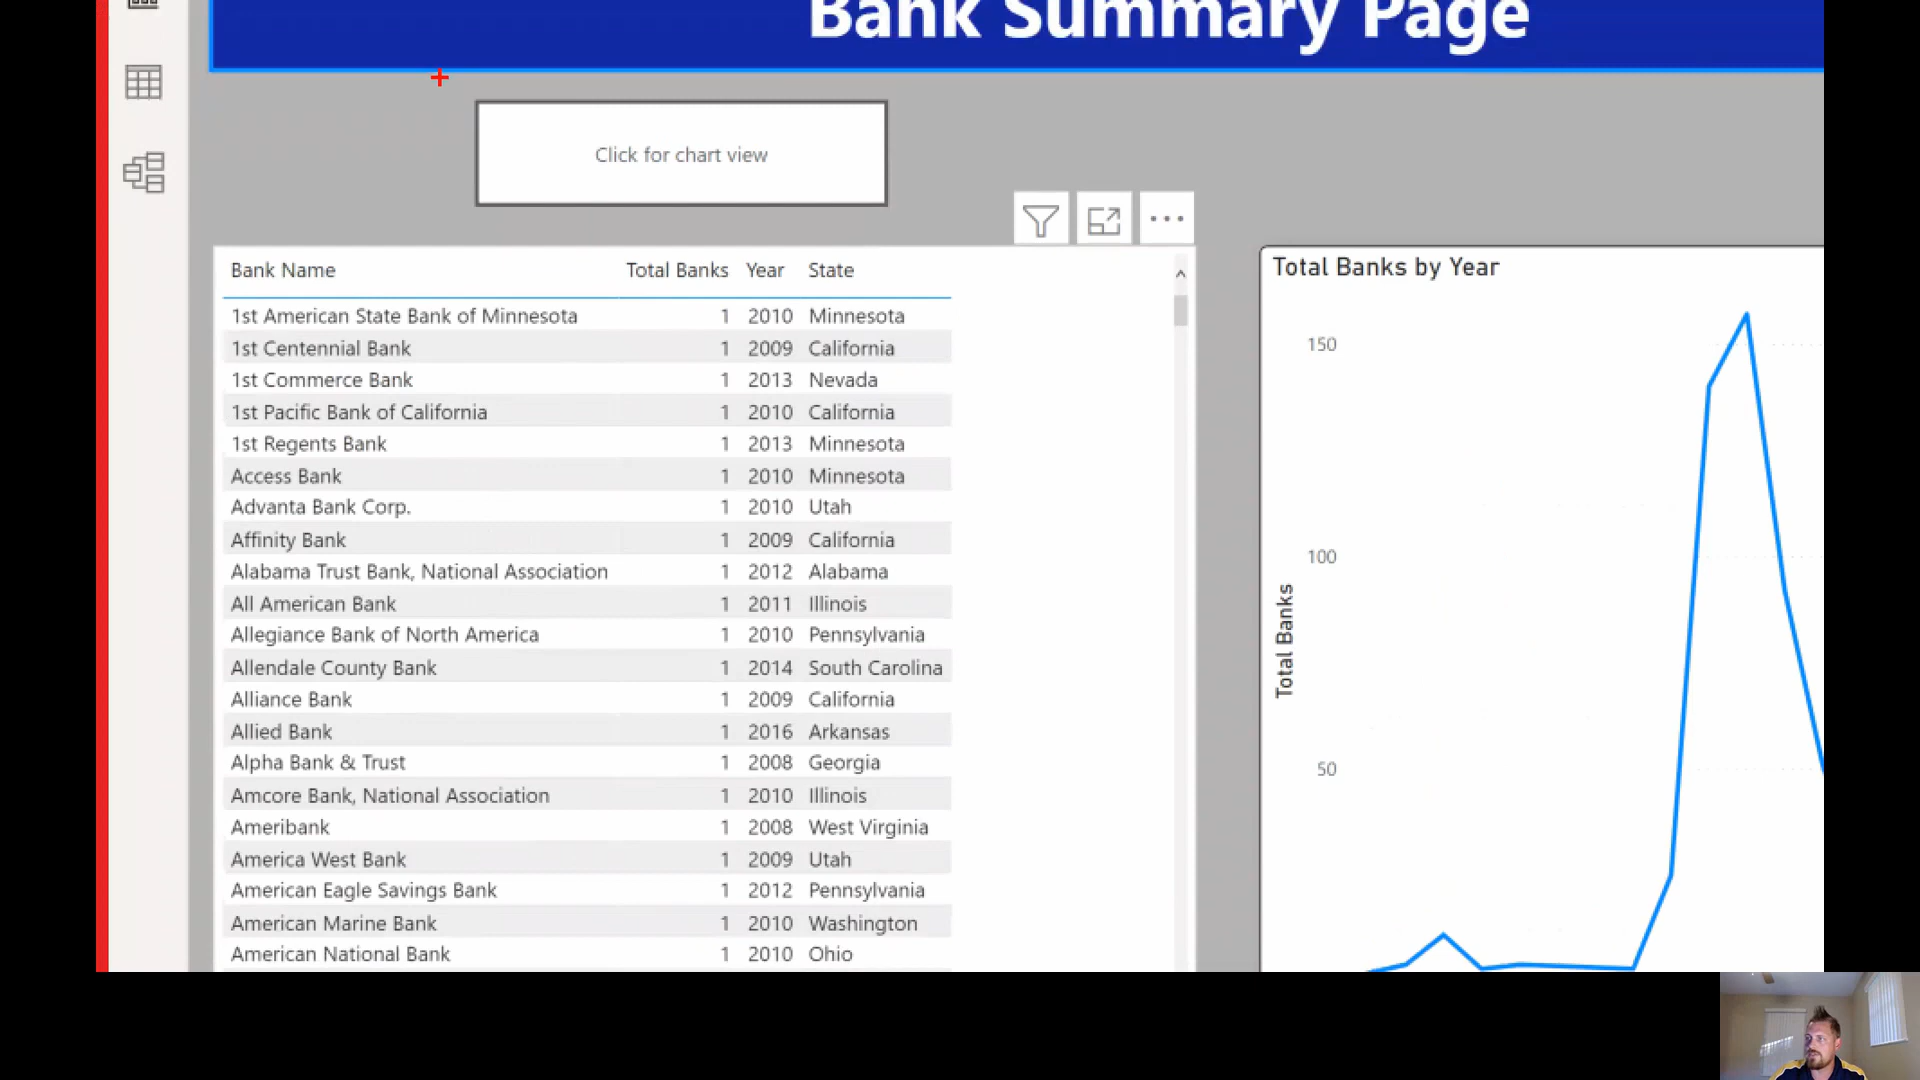 Bank Summary Page
Click for chart view
Bank Name Total Banks Year State
1st American State Bank of Minnesota 1 2010 Minnesota
1st Centennial Bank 1 2009 California
1st Commerce Bank 1 2013 Nevada
1st Pacific Bank of California 1 2010 California
1st Regents Bank 1 2013 Minnesota
Access Bank 1 2010 Minnesota
Advanta Bank Corp. 1 2010 Utah
Affinity Bank 1 2009 California
Alabama Trust Bank, National Association 1 2012 Alabama
All American Bank 1 2011 Illinois
Allegiance Bank of North America 1 2010 Pennsylvania
Allendale County Bank 1 2014 South Carolina
Alliance Bank 1 2009 California
Allied Bank 1 2016 Arkansas
Alpha Bank & Trust 1 2008 Georgia
Amcore Bank, National Association 1 2010 Illinois
Ameribank 1 2008 West Virginia
America West Bank 1 2009 Utah
American Eagle Savings Bank 1 2012 Pennsylvania
American Marine Bank 1 2010 Washington
American National Bank 1 2010 Ohio
Total Banks by Year
150
100
50
Total Banks